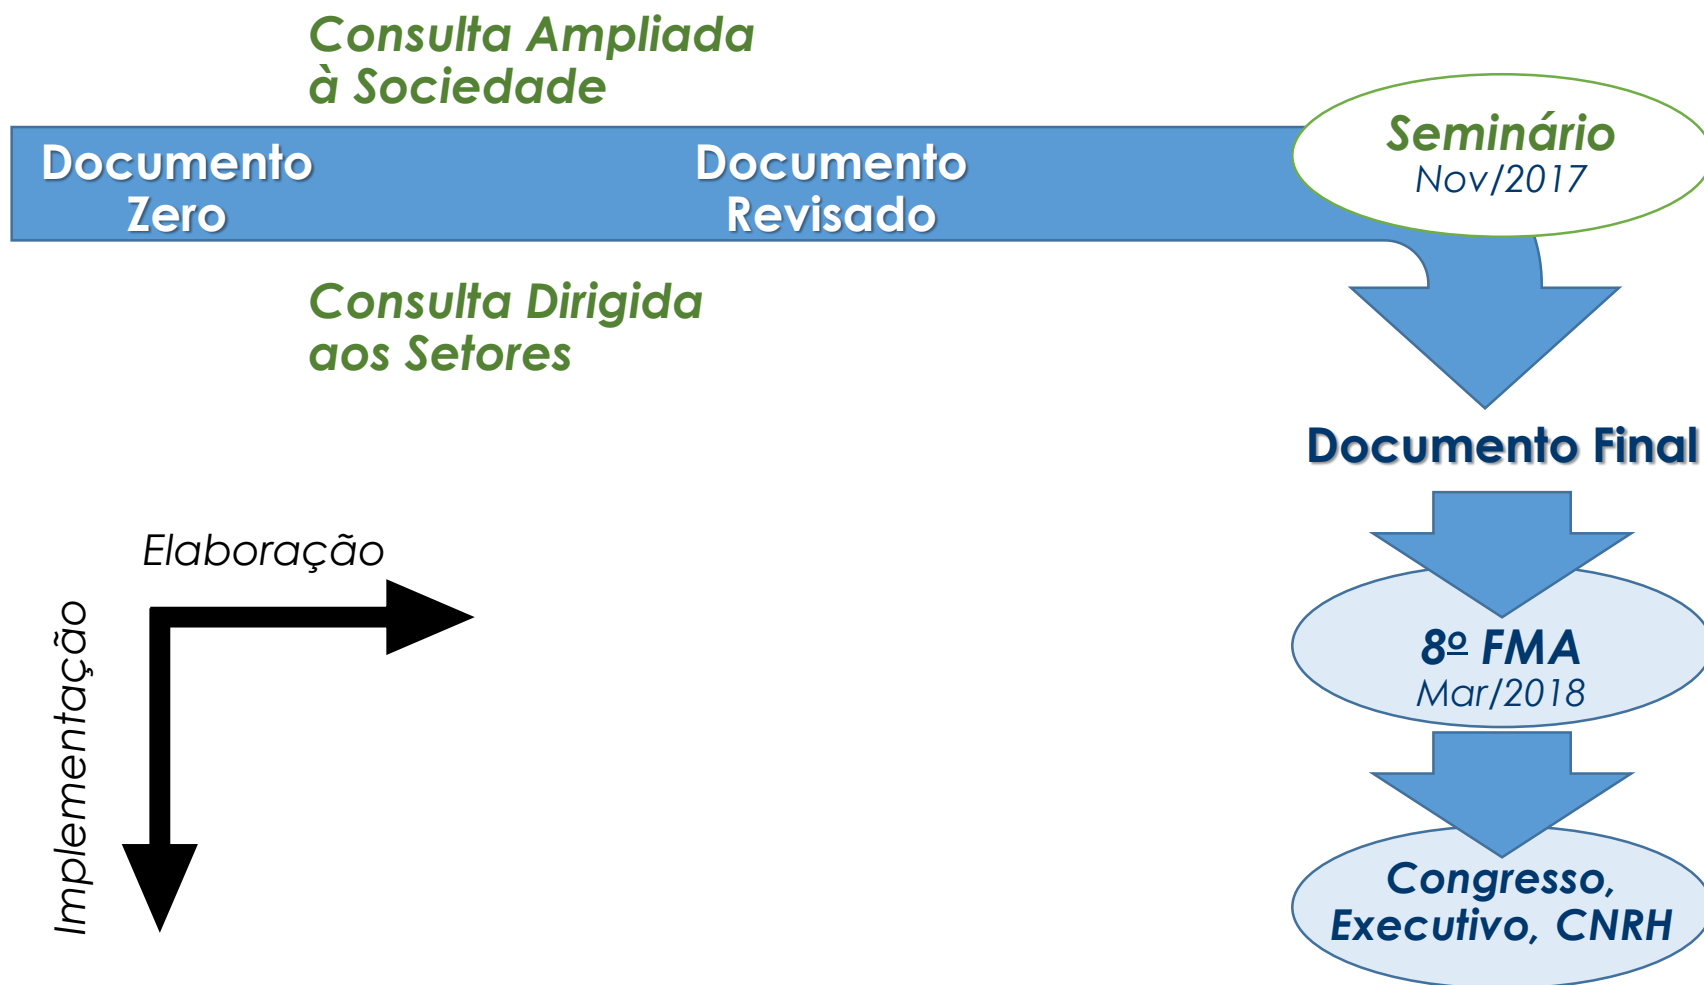 Consulta Ampliada
à Sociedade
Documento
Zero
Documento
Revisado
Seminário
Nov/2017
Consulta Dirigida
aos Setores
Documento Final
Elaboração
Implementação
8º FMA
Mar/2018
Congresso,
Executivo, CNRH